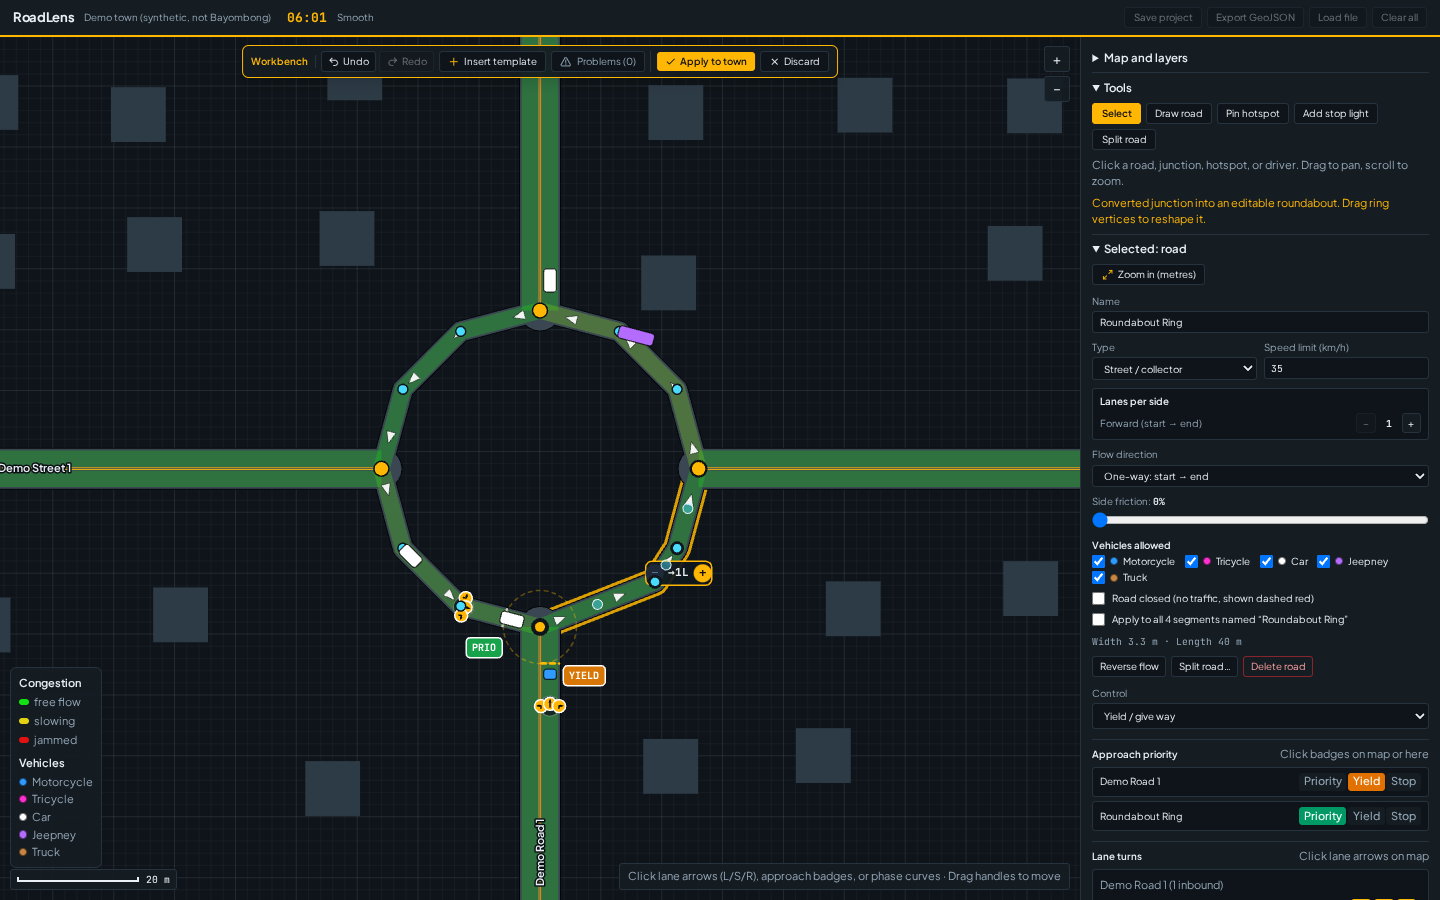 RoadLens Demo town (synthetic, not Bayombong) 06:01 Smooth
Save project Export GeoJSON Load file Clear all
Workbench Undo Redo Insert template Problems (0) Apply to town Discard
+
−
Map and layers
Tools
Select Draw road Pin hotspot Add stop light
Split road
Click a road, junction, hotspot, or driver. Drag to pan, scroll to
zoom.
Converted junction into an editable roundabout. Drag ring
vertices to reshape it.
Selected: road
Zoom in (metres)
Name
Roundabout Ring
Type Speed limit (km/h)
Street / collector 35
Lanes per side
Forward (start → end) − 1 +
Flow direction
One-way: start → end
Side friction: 0%
Vehicles allowed
Motorcycle Tricycle Car Jeepney
Truck
Road closed (no traffic, shown dashed red)
Apply to all 4 segments named “Roundabout Ring”
Width 3.3 m · Length 40 m
Reverse flow Split road… Delete road
Control
Yield / give way
Approach priority Click badges on map or here
Demo Road 1 Priority Yield Stop
Roundabout Ring Priority Yield Stop
Lane turns Click lane arrows on map
Demo Road 1 (1 inbound)
Demo Street 1
− →1L +
PRIO
YIELD
Demo Road 1
Congestion
free flow
slowing
jammed
Vehicles
Motorcycle
Tricycle
Car
Jeepney
Truck
20 m
Click lane arrows (L/S/R), approach badges, or phase curves · Drag handles to move